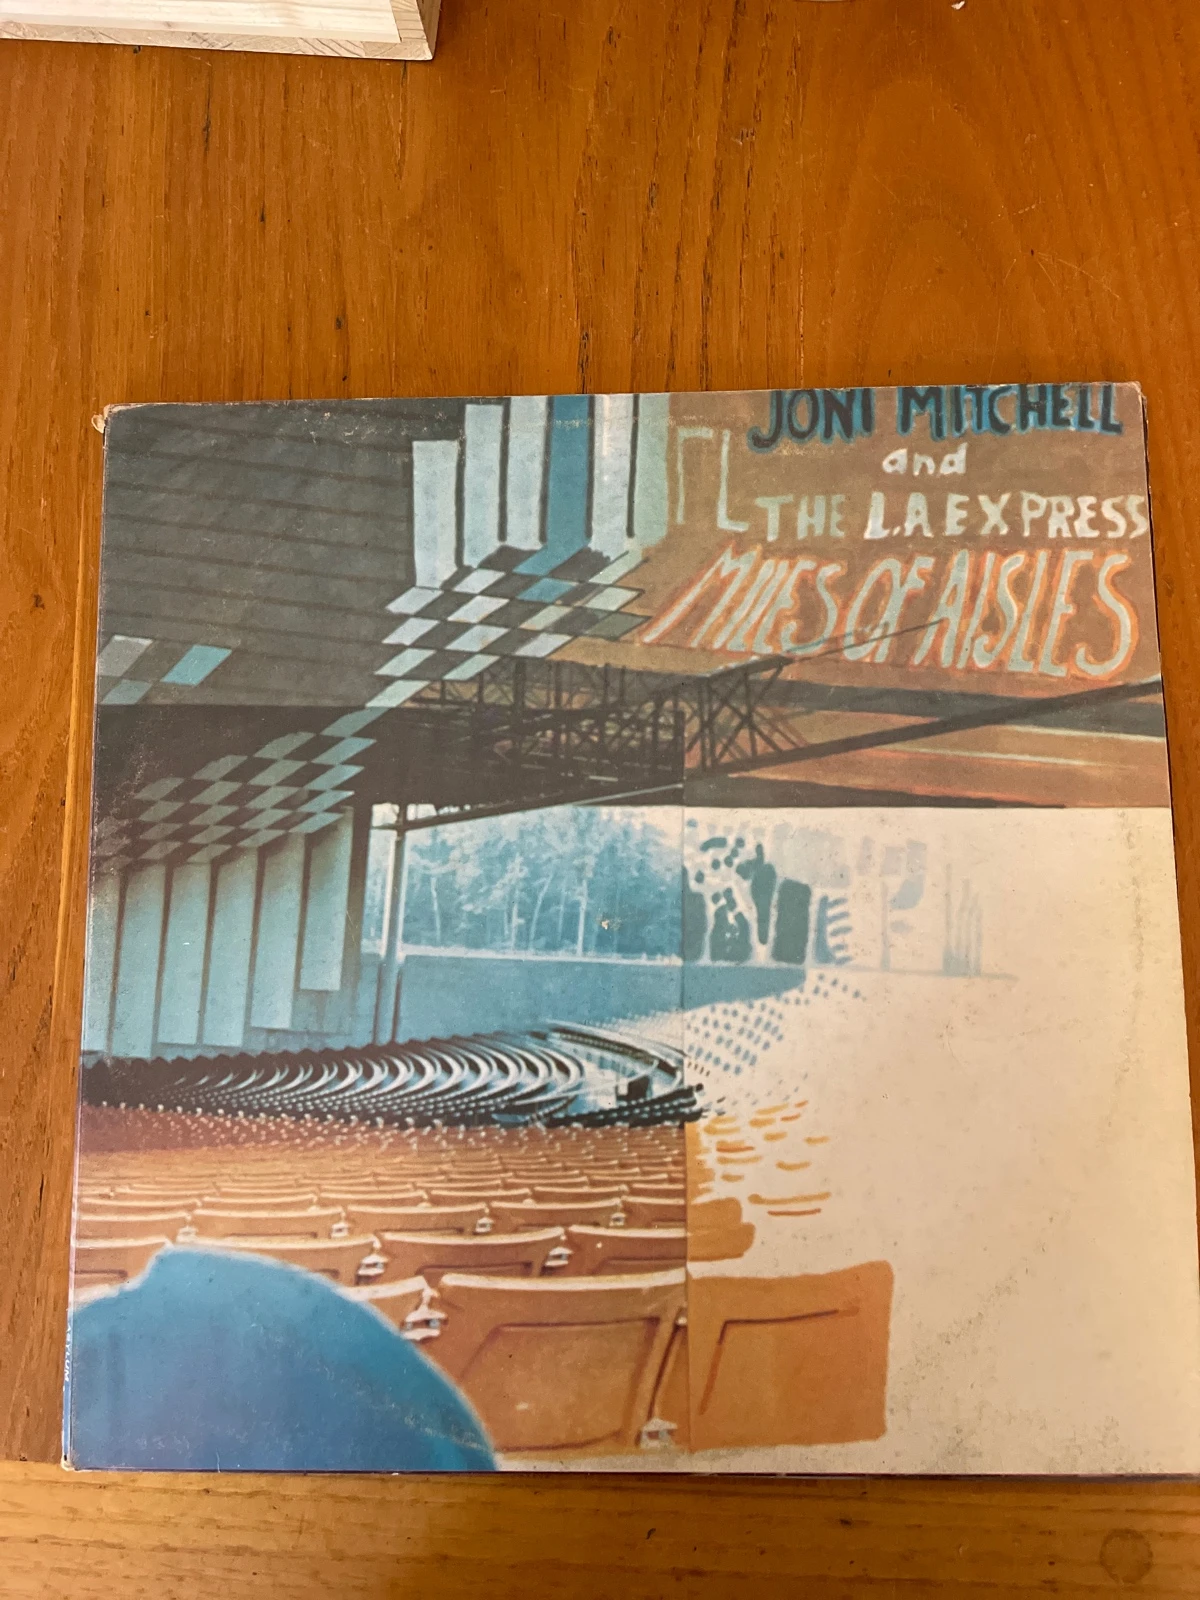 JONI MITCHELL
and
THE L.A EXPRESS
MILES OF AISLES